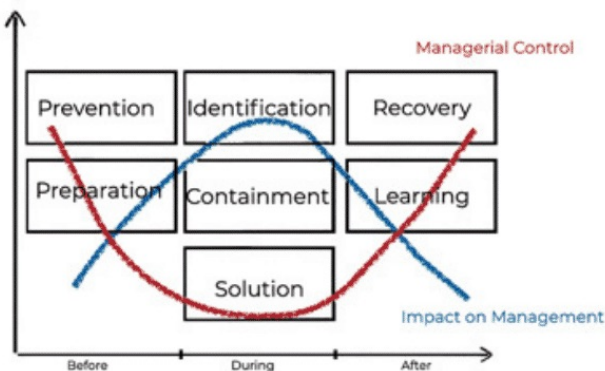 Managerial Control
Prevention
Identification
Recovery
Preparation
Containment
Learning
Solution
Impact on Management
Before
During
After